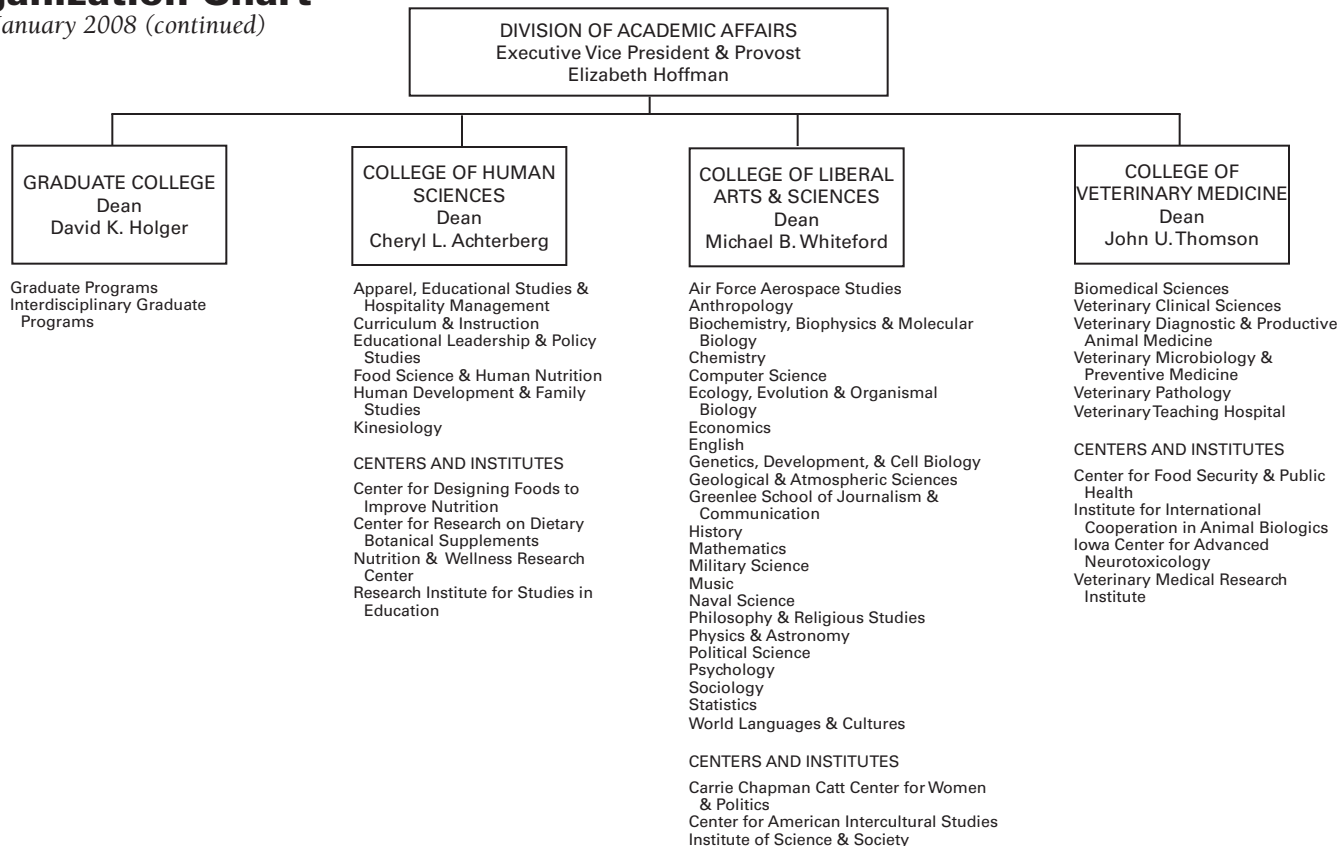 January 2008 (continued)
DIVISION OF ACADEMIC AFFAIRS
Executive Vice President & Provost
Elizabeth Hoffman
GRADUATE COLLEGE
Dean
David K. Holger
Graduate Programs
Interdisciplinary Graduate
Programs
COLLEGE OF HUMAN
SCIENCES
Dean
Cheryl L. Achterberg
Apparel, Educational Studies &
Hospitality Management
Curriculum & Instruction
Educational Leadership & Policy
Studies
Food Science & Human Nutrition
Human Development & Family
Studies
Kinesiology
CENTERS AND INSTITUTES
Center for Designing Foods to
Improve Nutrition
Center for Research on Dietary
Botanical Supplements
Nutrition & Wellness Research
Center
Research Institute for Studies in
Education
COLLEGE OF LIBERAL
ARTS & SCIENCES
Dean
Michael B. Whiteford
Air Force Aerospace Studies
Anthropology
Biochemistry, Biophysics & Molecular
Biology
Chemistry
Computer Science
Ecology, Evolution & Organismal
Biology
Economics
English
Genetics, Development, & Cell Biology
Geological & Atmospheric Sciences
Greenlee School of Journalism &
Communication
History
Mathematics
Military Science
Music
Naval Science
Philosophy & Religious Studies
Physics & Astronomy
Political Science
Psychology
Sociology
Statistics
World Languages & Cultures
CENTERS AND INSTITUTES
Carrie Chapman Catt Center for Women
& Politics
Center for American Intercultural Studies
Institute of Science & Society
COLLEGE OF
VETERINARY MEDICINE
Dean
John U. Thomson
Biomedical Sciences
Veterinary Clinical Sciences
Veterinary Diagnostic & Productive
Animal Medicine
Veterinary Microbiology &
Preventive Medicine
Veterinary Pathology
Veterinary Teaching Hospital
CENTERS AND INSTITUTES
Center for Food Security & Public
Health
Institute for International
Cooperation in Animal Biologics
Iowa Center for Advanced
Neurotoxicology
Veterinary Medical Research
Institute